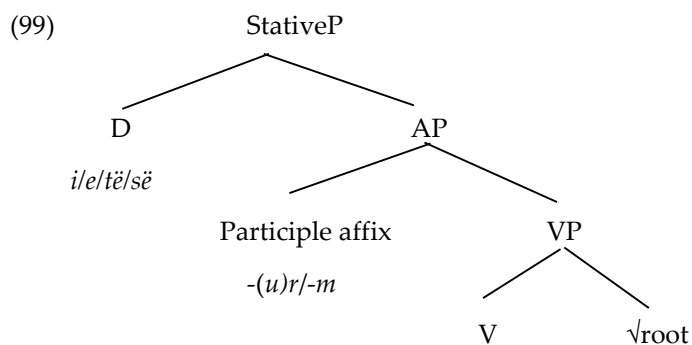 (99) StativeP
D AP
i/e/të/së
Participle affix VP
-(u)r/-m
V √root